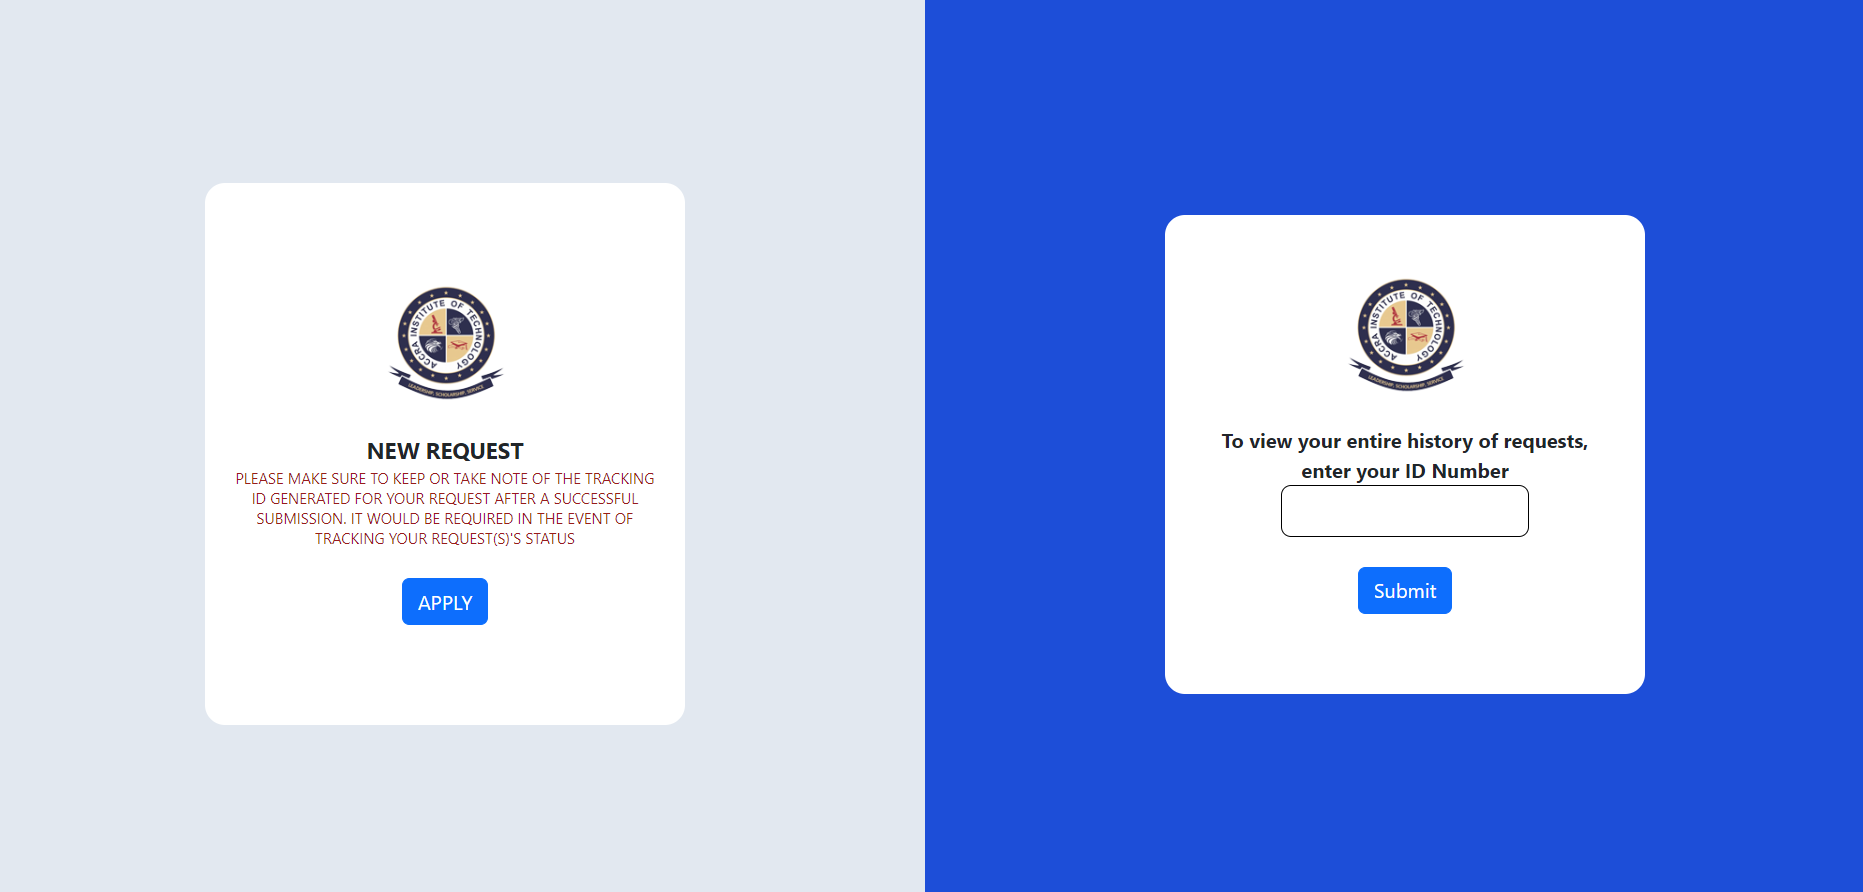 ACCRA INSTITUTE OF TECHNOLOGY
LEADERSHIP, SCHOLARSHIP, SERVICE
NEW REQUEST
PLEASE MAKE SURE TO KEEP OR TAKE NOTE OF THE TRACKING
ID GENERATED FOR YOUR REQUEST AFTER A SUCCESSFUL
SUBMISSION. IT WOULD BE REQUIRED IN THE EVENT OF
TRACKING YOUR REQUEST(S)'S STATUS
APPLY
ACCRA INSTITUTE OF TECHNOLOGY
LEADERSHIP, SCHOLARSHIP, SERVICE
To view your entire history of requests,
enter your ID Number
Submit